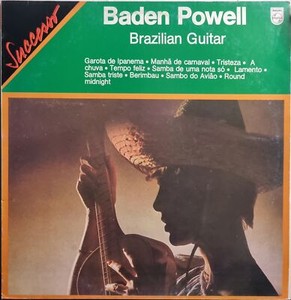 Successo
Baden Powell
Brazilian Guitar
PHILIPS
Garota de Ipanema • Manhã de carnaval • Tristeza • A
chuva • Tempo feliz • Samba de uma nota só • Lamento •
Samba triste • Berimbau • Sambo do Avião • Round
midnight